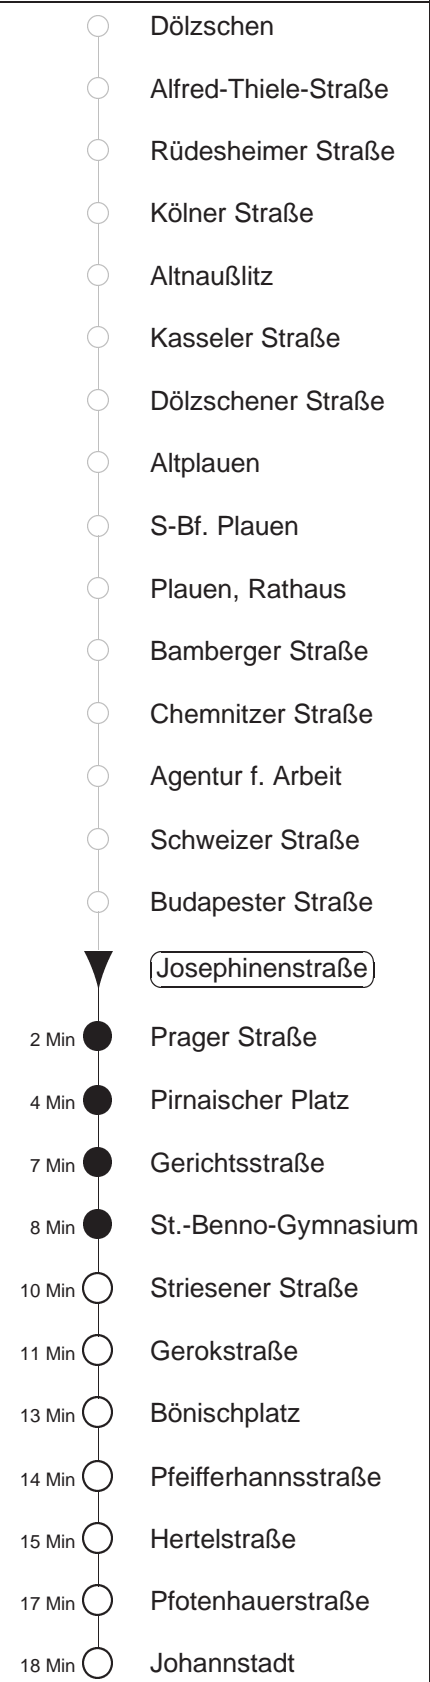 Dölzschen
Alfred-Thiele-Straße
Rüdesheimer Straße
Kölner Straße
Altnaußlitz
Kasseler Straße
Dölzschener Straße
Altplauen
S-Bf. Plauen
Plauen, Rathaus
Bamberger Straße
Chemnitzer Straße
Agentur f. Arbeit
Schweizer Straße
Budapester Straße
Josephinenstraße
2 Min Prager Straße
4 Min Pirnaischer Platz
7 Min Gerichtsstraße
8 Min St.-Benno-Gymnasium
10 Min Striesener Straße
11 Min Gerokstraße
13 Min Bönischplatz
14 Min Pfeifferhannsstraße
15 Min Hertelstraße
17 Min Pfotenhauerstraße
18 Min Johannstadt